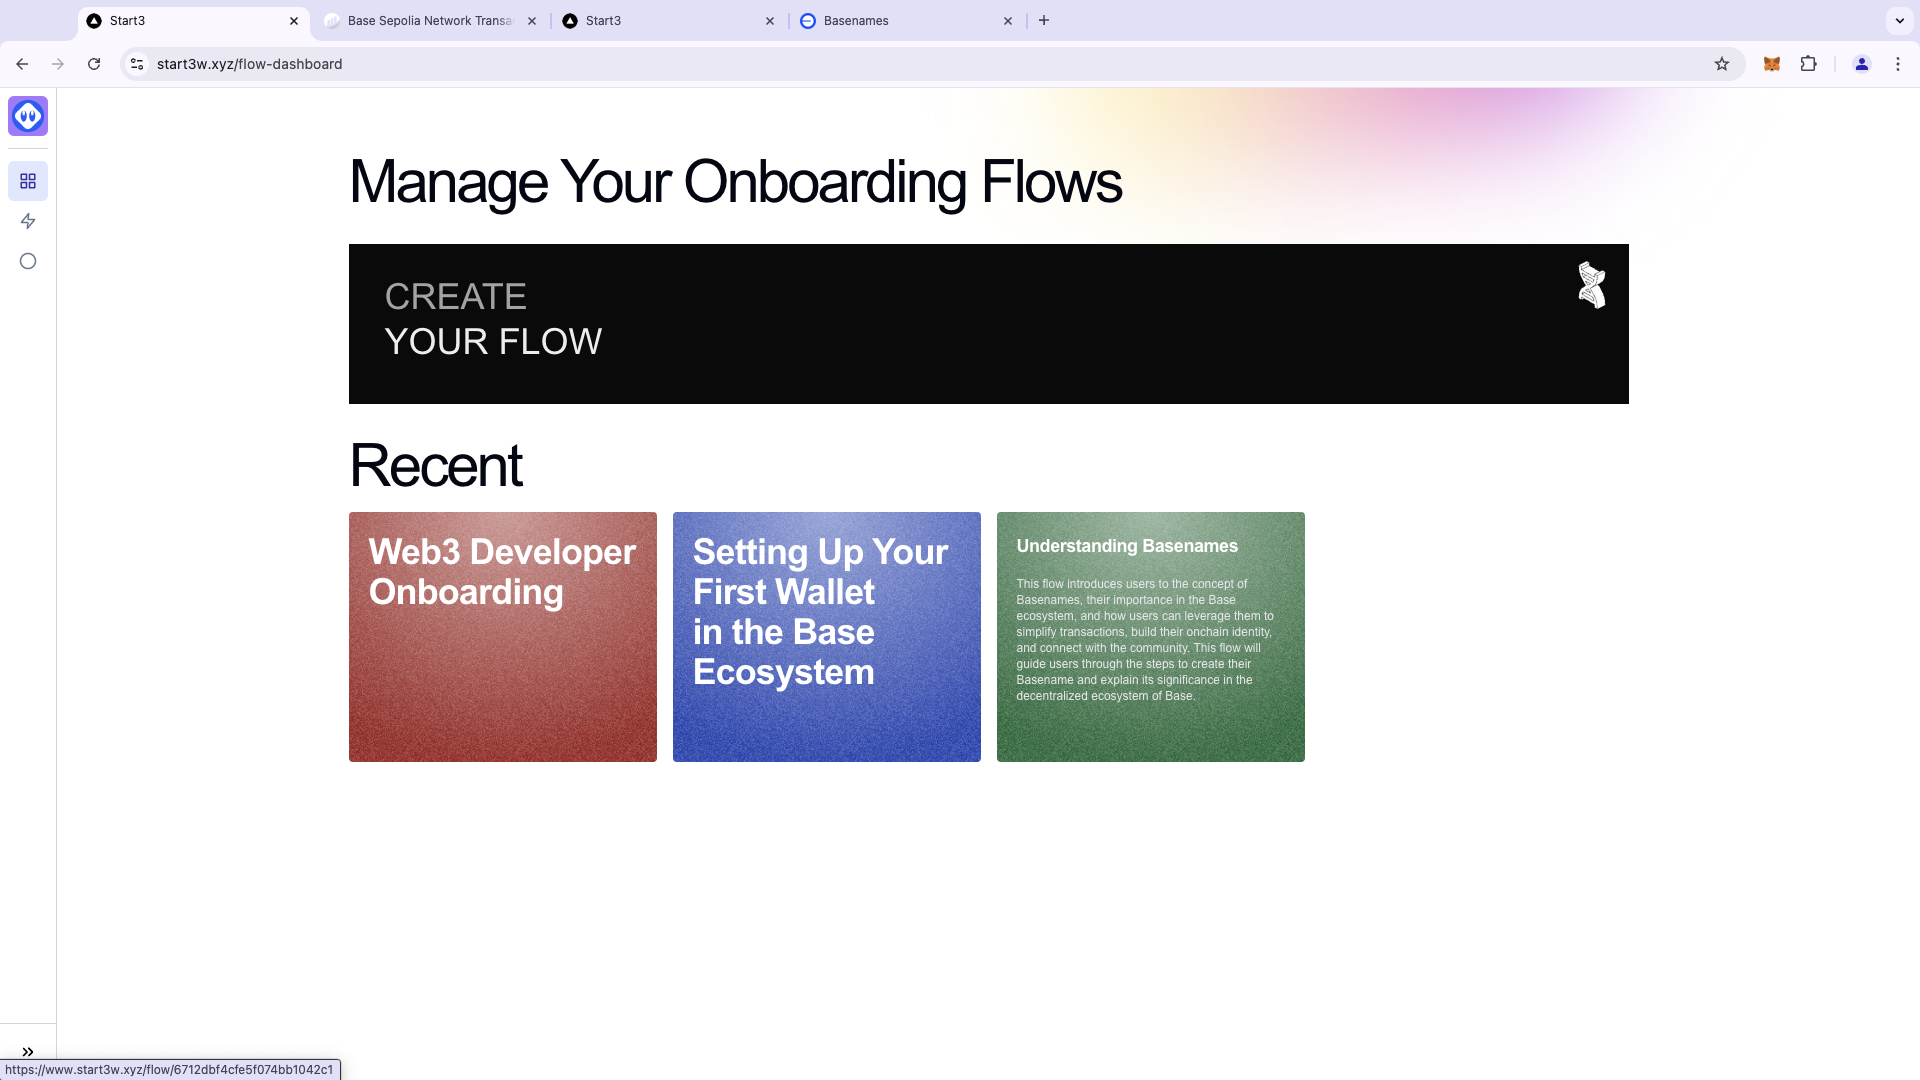 Start3
Base Sepolia Network Transa
Start3
Basenames
start3w.xyz/flow-dashboard
Manage Your Onboarding Flows
CREATE
YOUR FLOW
Recent
Web3 Developer
Onboarding
Setting Up Your
First Wallet
in the Base
Ecosystem
Understanding Basenames
This flow introduces users to the concept of
Basenames, their importance in the Base
ecosystem, and how users can leverage them to
simplify transactions, build their onchain identity,
and connect with the community. This flow will
guide users through the steps to create their
Basename and explain its significance in the
decentralized ecosystem of Base.
https://www.start3w.xyz/flow/6712dbf4cfe5f074bb1042c1